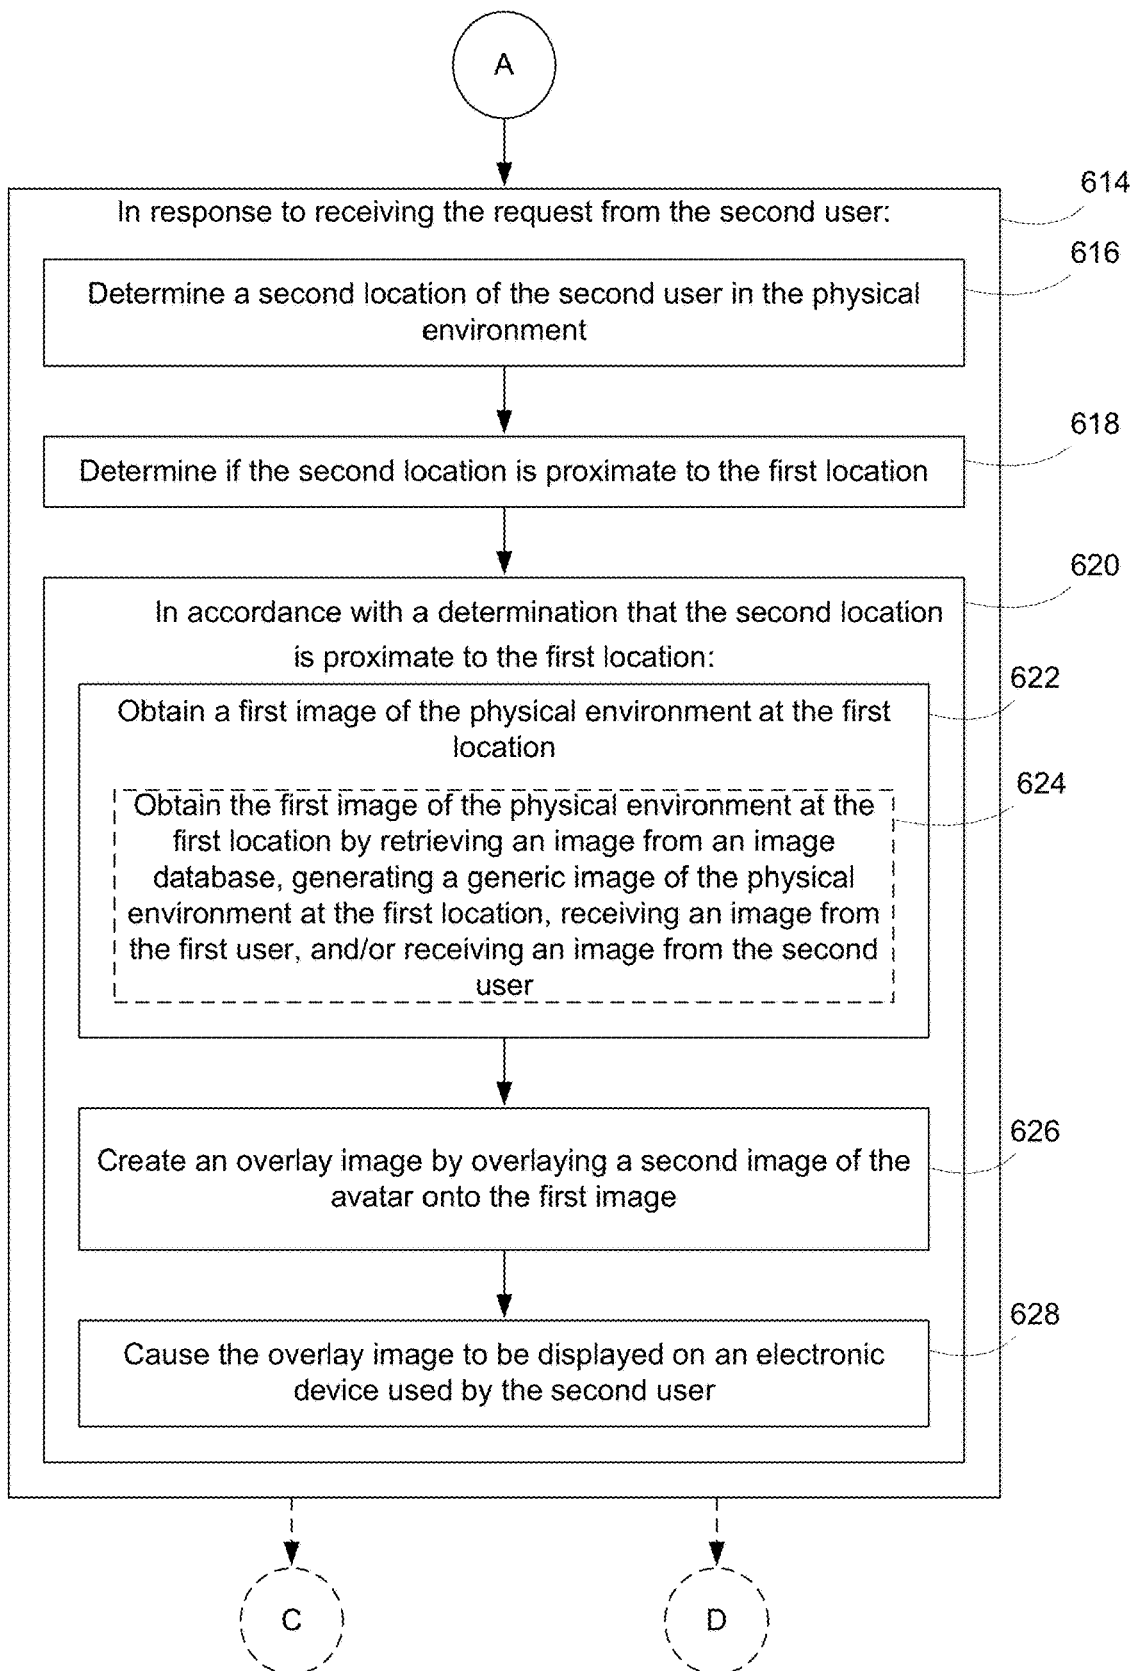 A
614
In response to receiving the request from the second user:
616
Determine a second location of the second user in the physical
environment
618
Determine if the second location is proximate to the first location
620
In accordance with a determination that the second location
is proximate to the first location:
622
Obtain a first image of the physical environment at the first
location
624
Obtain the first image of the physical environment at the
first location by retrieving an image from an image
database, generating a generic image of the physical
environment at the first location, receiving an image from
the first user, and/or receiving an image from the second
user
626
Create an overlay image by overlaying a second image of the
avatar onto the first image
628
Cause the overlay image to be displayed on an electronic
device used by the second user
C
D